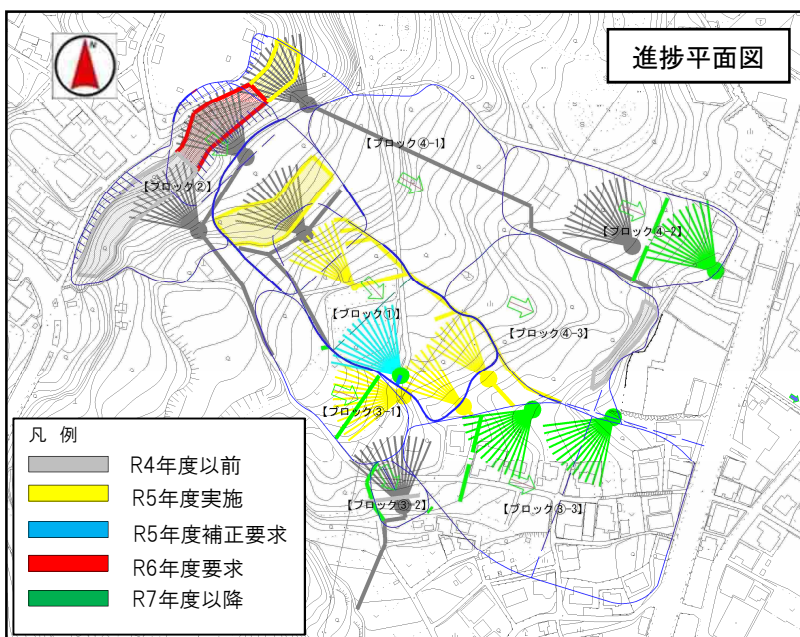 進捗平面図
N
【ブロック④-1】
【ブロック②】
【ブロック④-2】
【ブロック①】
【ブロック④-3】
【ブロック③-1】
【ブロック③-2】
【ブロック③-3】
凡 例
R4年度以前
R5年度実施
R5年度補正要求
R6年度要求
R7年度以降